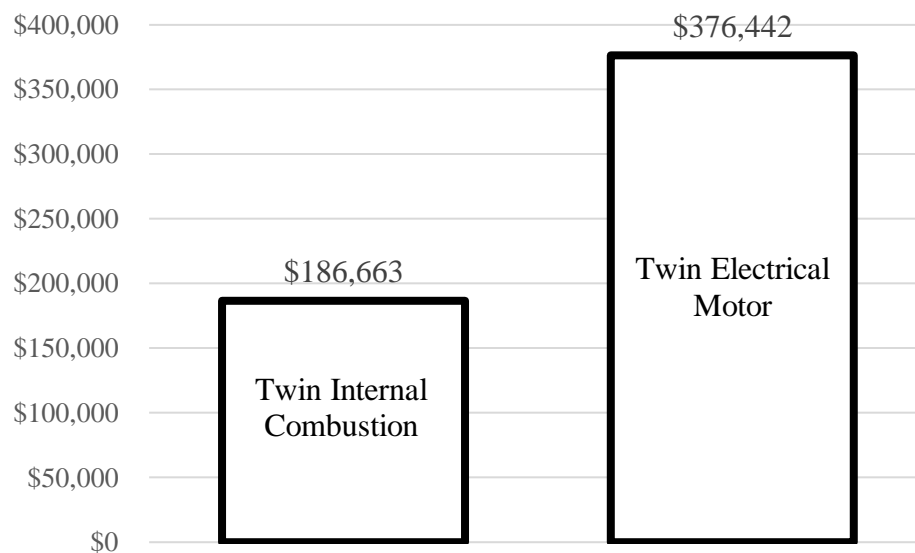 $400,000
$350,000
$300,000
$250,000
$200,000
$150,000
$100,000
$50,000
$0
$186,663
Twin Internal
Combustion
$376,442
Twin Electrical
Motor